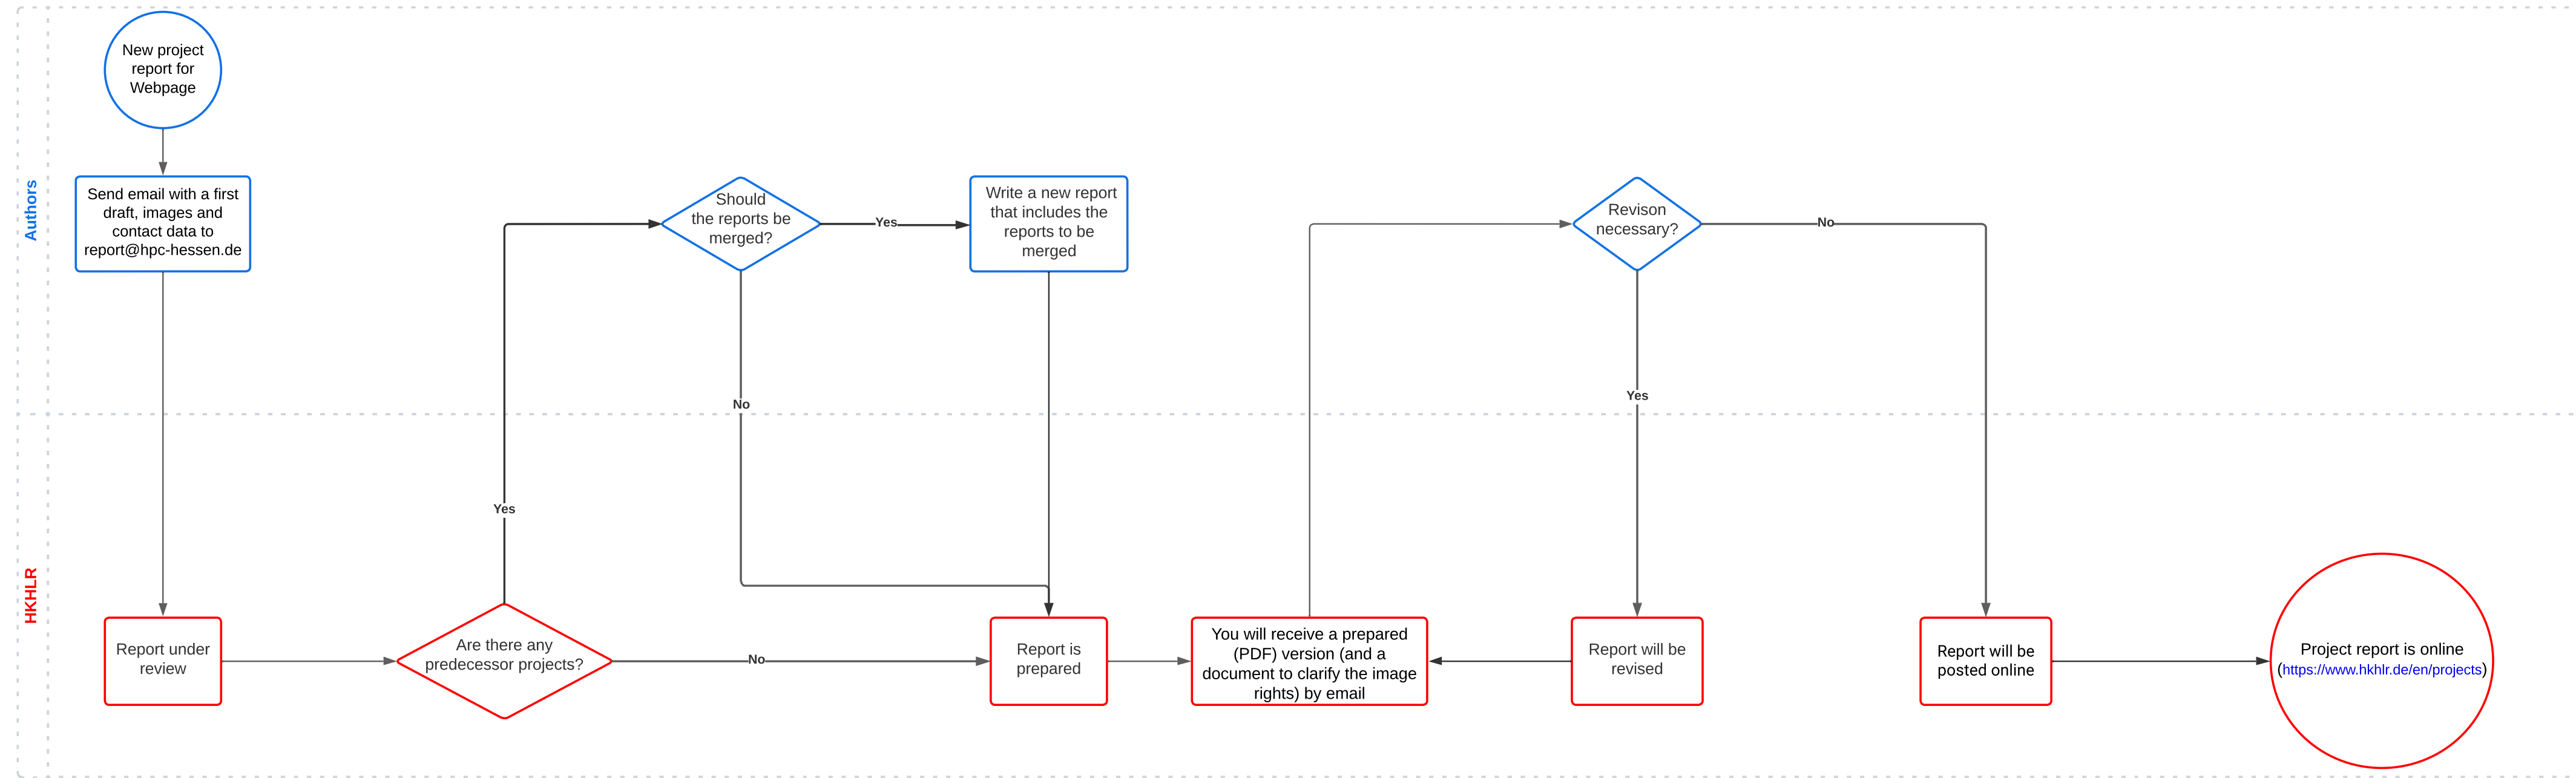 New project
report for
Webpage
Authors
Send email with a first
draft, images and
contact data to
report@hpc-hessen.de
Should
the reports be
merged?
Yes
Write a new report
that includes the
reports to be
merged
Revison
necessary?
No
No
Yes
Yes
HKHLR
Report under
review
Are there any
predecessor projects?
No
Report is
prepared
You will receive a prepared
(PDF) version (and a
document to clarify the image
rights) by email
Report will be
revised
Report will be
posted online
Project report is online
(https://www.hkhlr.de/en/projects)